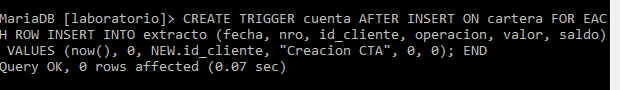 MariaDB [laboratorio]> CREATE TRIGGER cuenta AFTER INSERT ON cartera FOR EAC
H ROW INSERT INTO extracto (fecha, nro, id_cliente, operacion, valor, saldo)
 VALUES (now(), 0, NEW.id_cliente, "Creacion CTA", 0, 0); END
Query OK, 0 rows affected (0.07 sec)